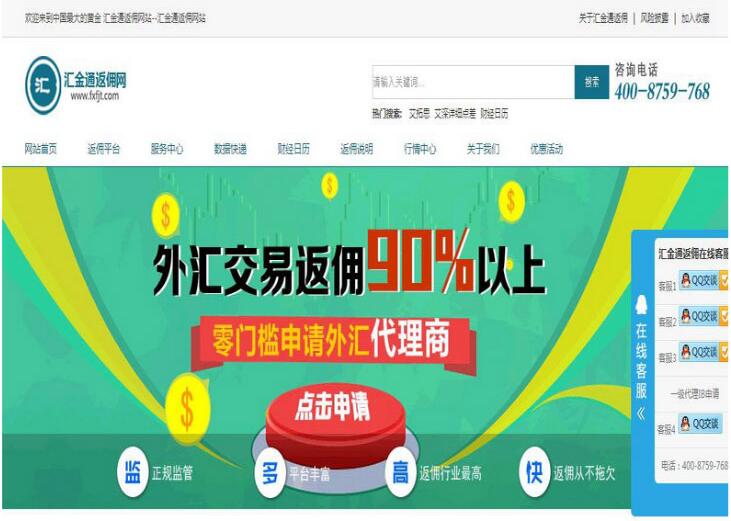 欢迎来到中国最大的黄金 汇金通返佣网站--汇金通返佣网站
关于汇金通返佣 | 风险披露 | 加入收藏
汇
汇金通返佣网
www.fxfjt.com
请输入关键词...
搜索
咨询电话
400-8759-768
热门搜索: 艾拓思 艾深详细点差 财经日历
网站首页 返佣平台 服务中心 数据快递 财经日历 返佣说明 行情中心 关于我们 优惠活动
外汇交易返佣90%以上
零门槛申请外汇代理商
点击申请
监 正规监管
多 平台丰富
高 返佣行业最高
快 返佣从不拖欠
在线客服
汇金通返佣在线客服
客服1 QQ交谈
客服2 QQ交谈
客服3 QQ交谈
一级代理IB申请
客服4 QQ交谈
电话:400-8759-768